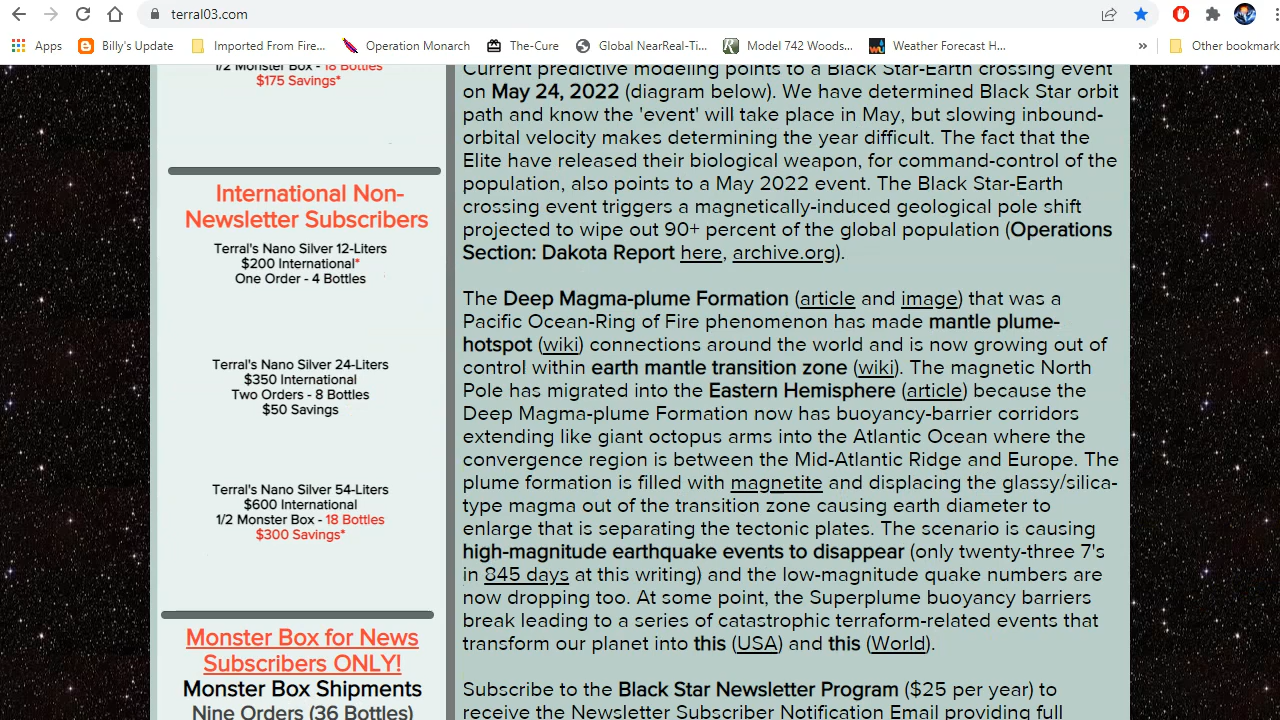 terral03.com
Apps
Billy's Update
Imported From Fire...
Operation Monarch
The-Cure
Global NearReal-Ti...
Model 742 Woods...
Weather Forecast H...
»
Other bookmark
1/2 Monster Box - 18 Bottles
$175 Savings*
International Non-
Newsletter Subscribers
Terral's Nano Silver 12-Liters
$200 International*
One Order - 4 Bottles
Terral's Nano Silver 24-Liters
$350 International
Two Orders - 8 Bottles
$50 Savings
Terral's Nano Silver 54-Liters
$600 International
1/2 Monster Box - 18 Bottles
$300 Savings*
Monster Box for News
Subscribers ONLY!
Monster Box Shipments
Nine Orders (36 Bottles)
Current predictive modeling points to a Black Star-Earth crossing event
on May 24, 2022 (diagram below). We have determined Black Star orbit
path and know the 'event' will take place in May, but slowing inbound-
orbital velocity makes determining the year difficult. The fact that the
Elite have released their biological weapon, for command-control of the
population, also points to a May 2022 event. The Black Star-Earth
crossing event triggers a magnetically-induced geological pole shift
projected to wipe out 90+ percent of the global population (Operations
Section: Dakota Report here, archive.org).
The Deep Magma-plume Formation (article and image) that was a
Pacific Ocean-Ring of Fire phenomenon has made mantle plume-
hotspot (wiki) connections around the world and is now growing out of
control within earth mantle transition zone (wiki). The magnetic North
Pole has migrated into the Eastern Hemisphere (article) because the
Deep Magma-plume Formation now has buoyancy-barrier corridors
extending like giant octopus arms into the Atlantic Ocean where the
convergence region is between the Mid-Atlantic Ridge and Europe. The
plume formation is filled with magnetite and displacing the glassy/silica-
type magma out of the transition zone causing earth diameter to
enlarge that is separating the tectonic plates. The scenario is causing
high-magnitude earthquake events to disappear (only twenty-three 7's
in 845 days at this writing) and the low-magnitude quake numbers are
now dropping too. At some point, the Superplume buoyancy barriers
break leading to a series of catastrophic terraform-related events that
transform our planet into this (USA) and this (World).
Subscribe to the Black Star Newsletter Program ($25 per year) to
receive the Newsletter Subscriber Notification Email providing full